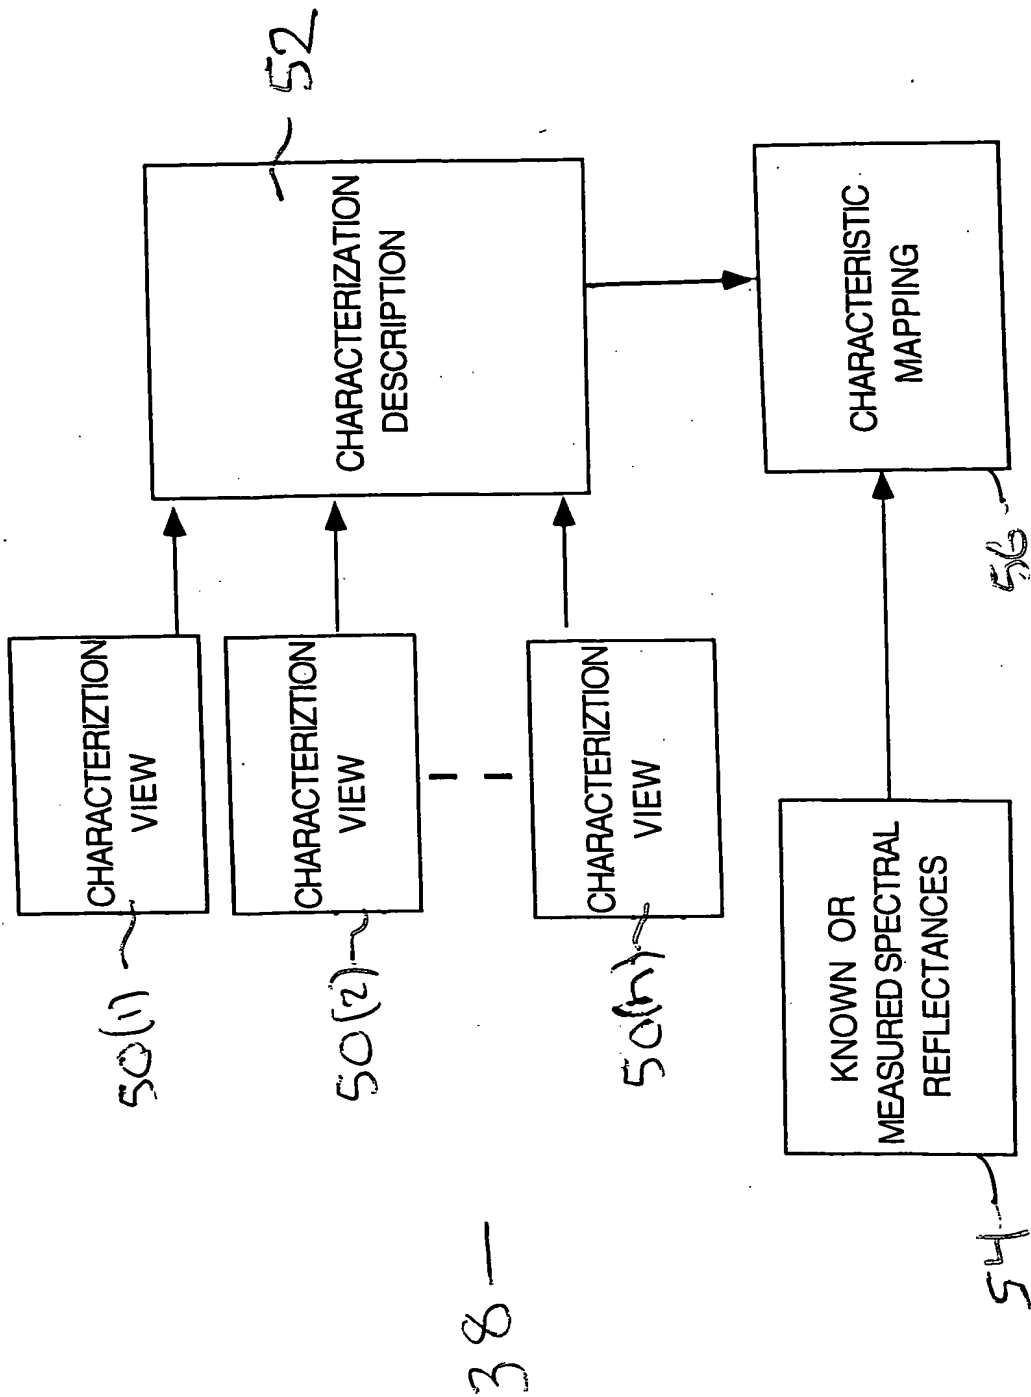 38
50(1)
CHARACTERIZTION
VIEW
50(2)
CHARACTERIZTION
VIEW
50(n)
CHARACTERIZTION
VIEW
52
CHARACTERIZATION
DESCRIPTION
54
KNOWN OR
MEASURED SPECTRAL
REFLECTANCES
56
CHARACTERISTIC
MAPPING